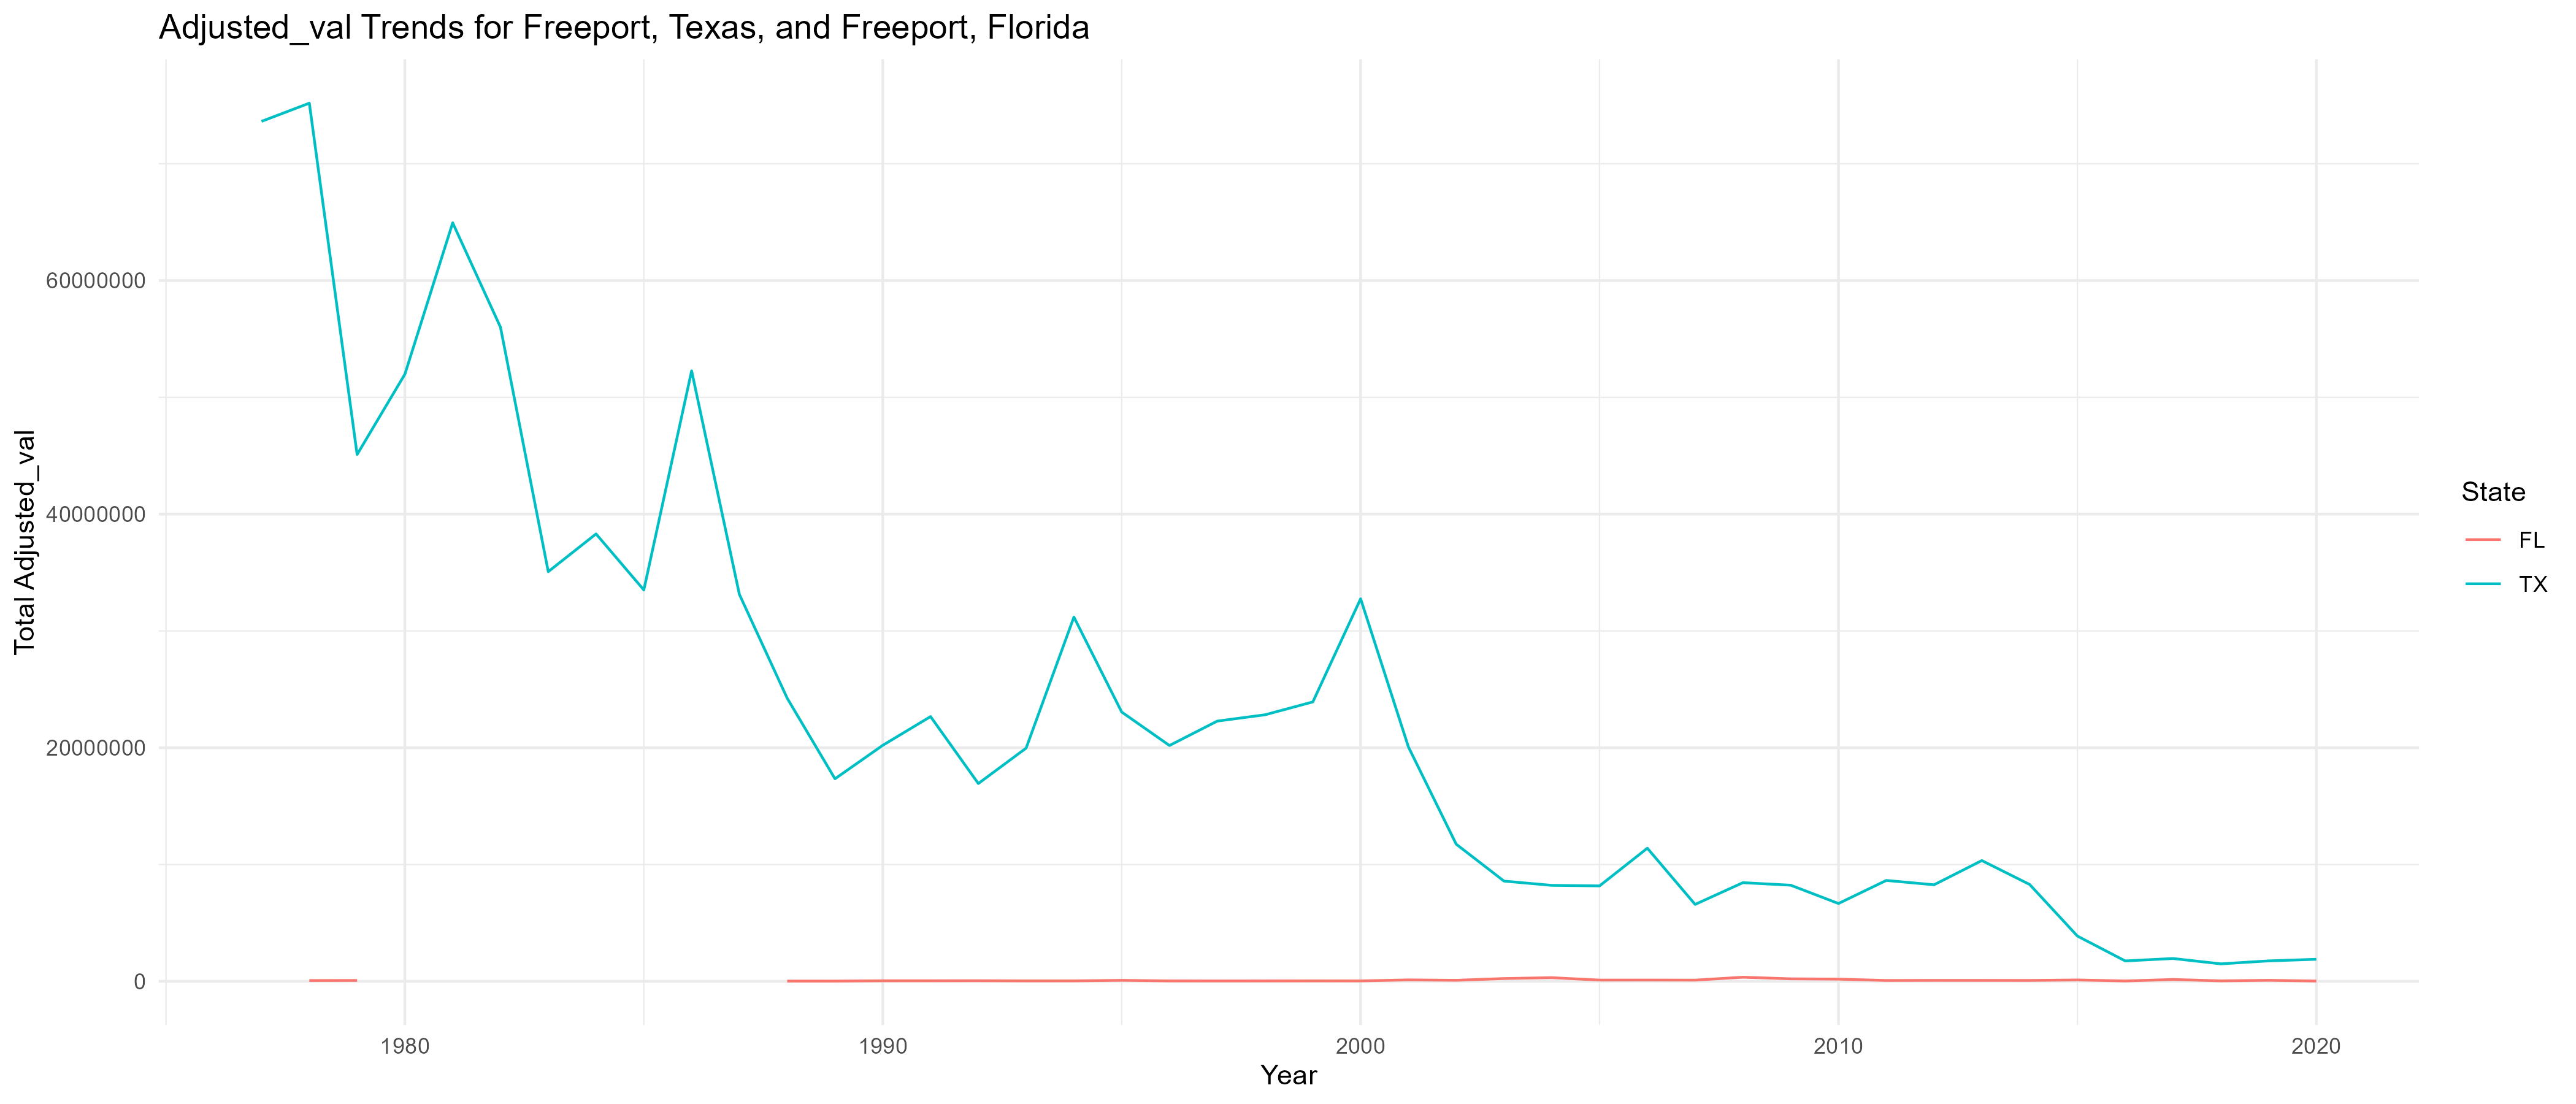 Adjusted_val Trends for Freeport, Texas, and Freeport, Florida
Total Adjusted_val
60000000
40000000
20000000
0
1980 1990 2000 2010 2020
Year
State
FL
TX